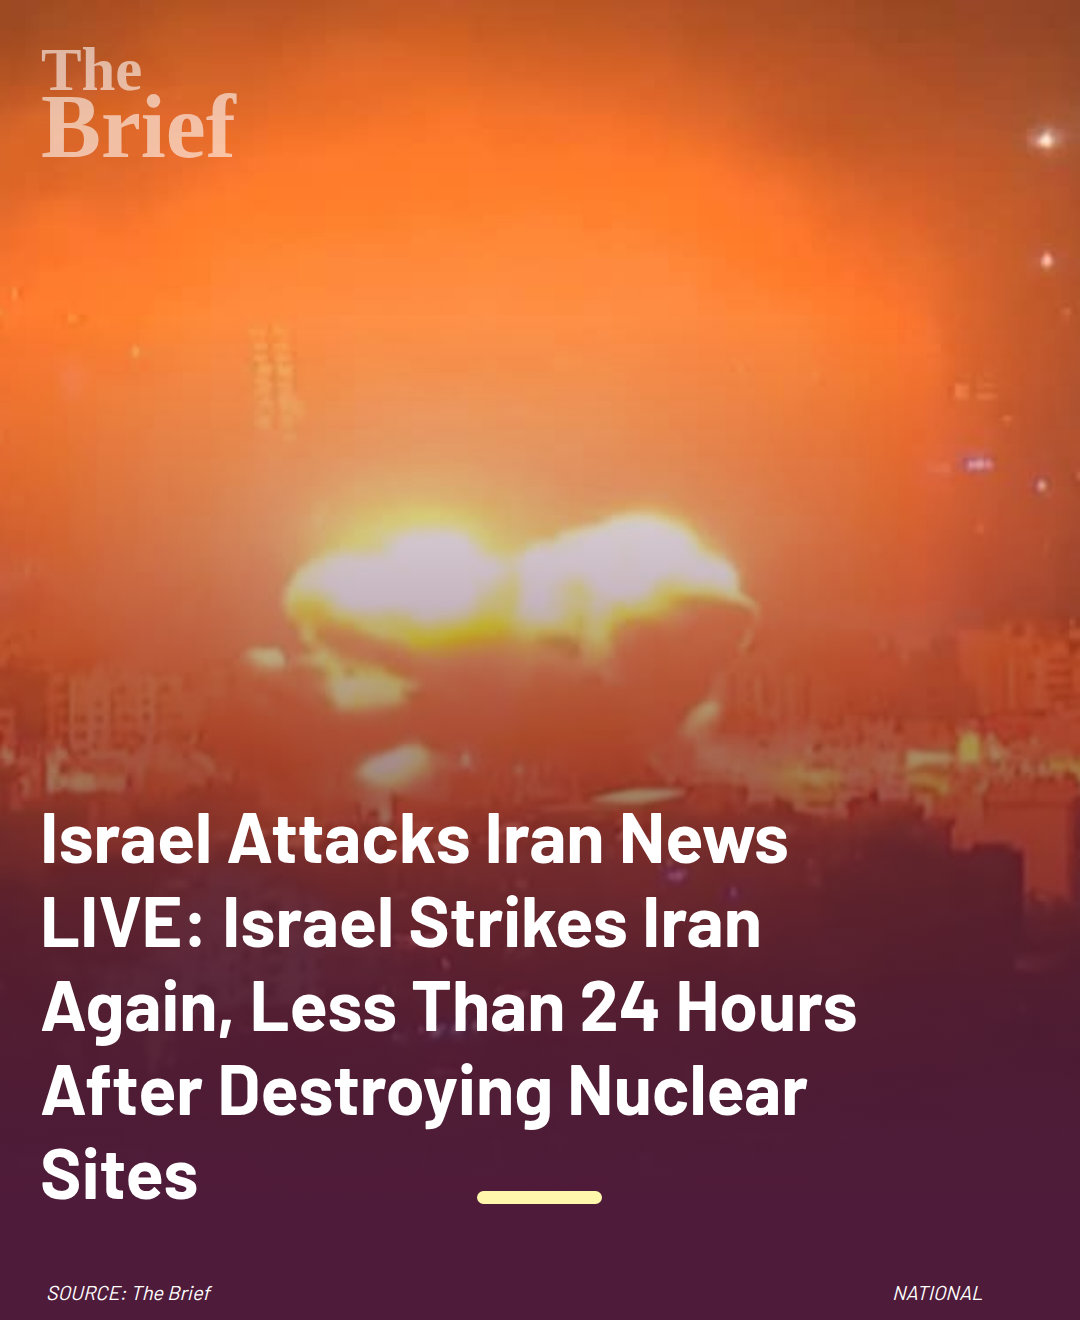 The
Brief
Israel Attacks Iran News
LIVE: Israel Strikes Iran
Again, Less Than 24 Hours
After Destroying Nuclear
Sites
SOURCE: The Brief
NATIONAL